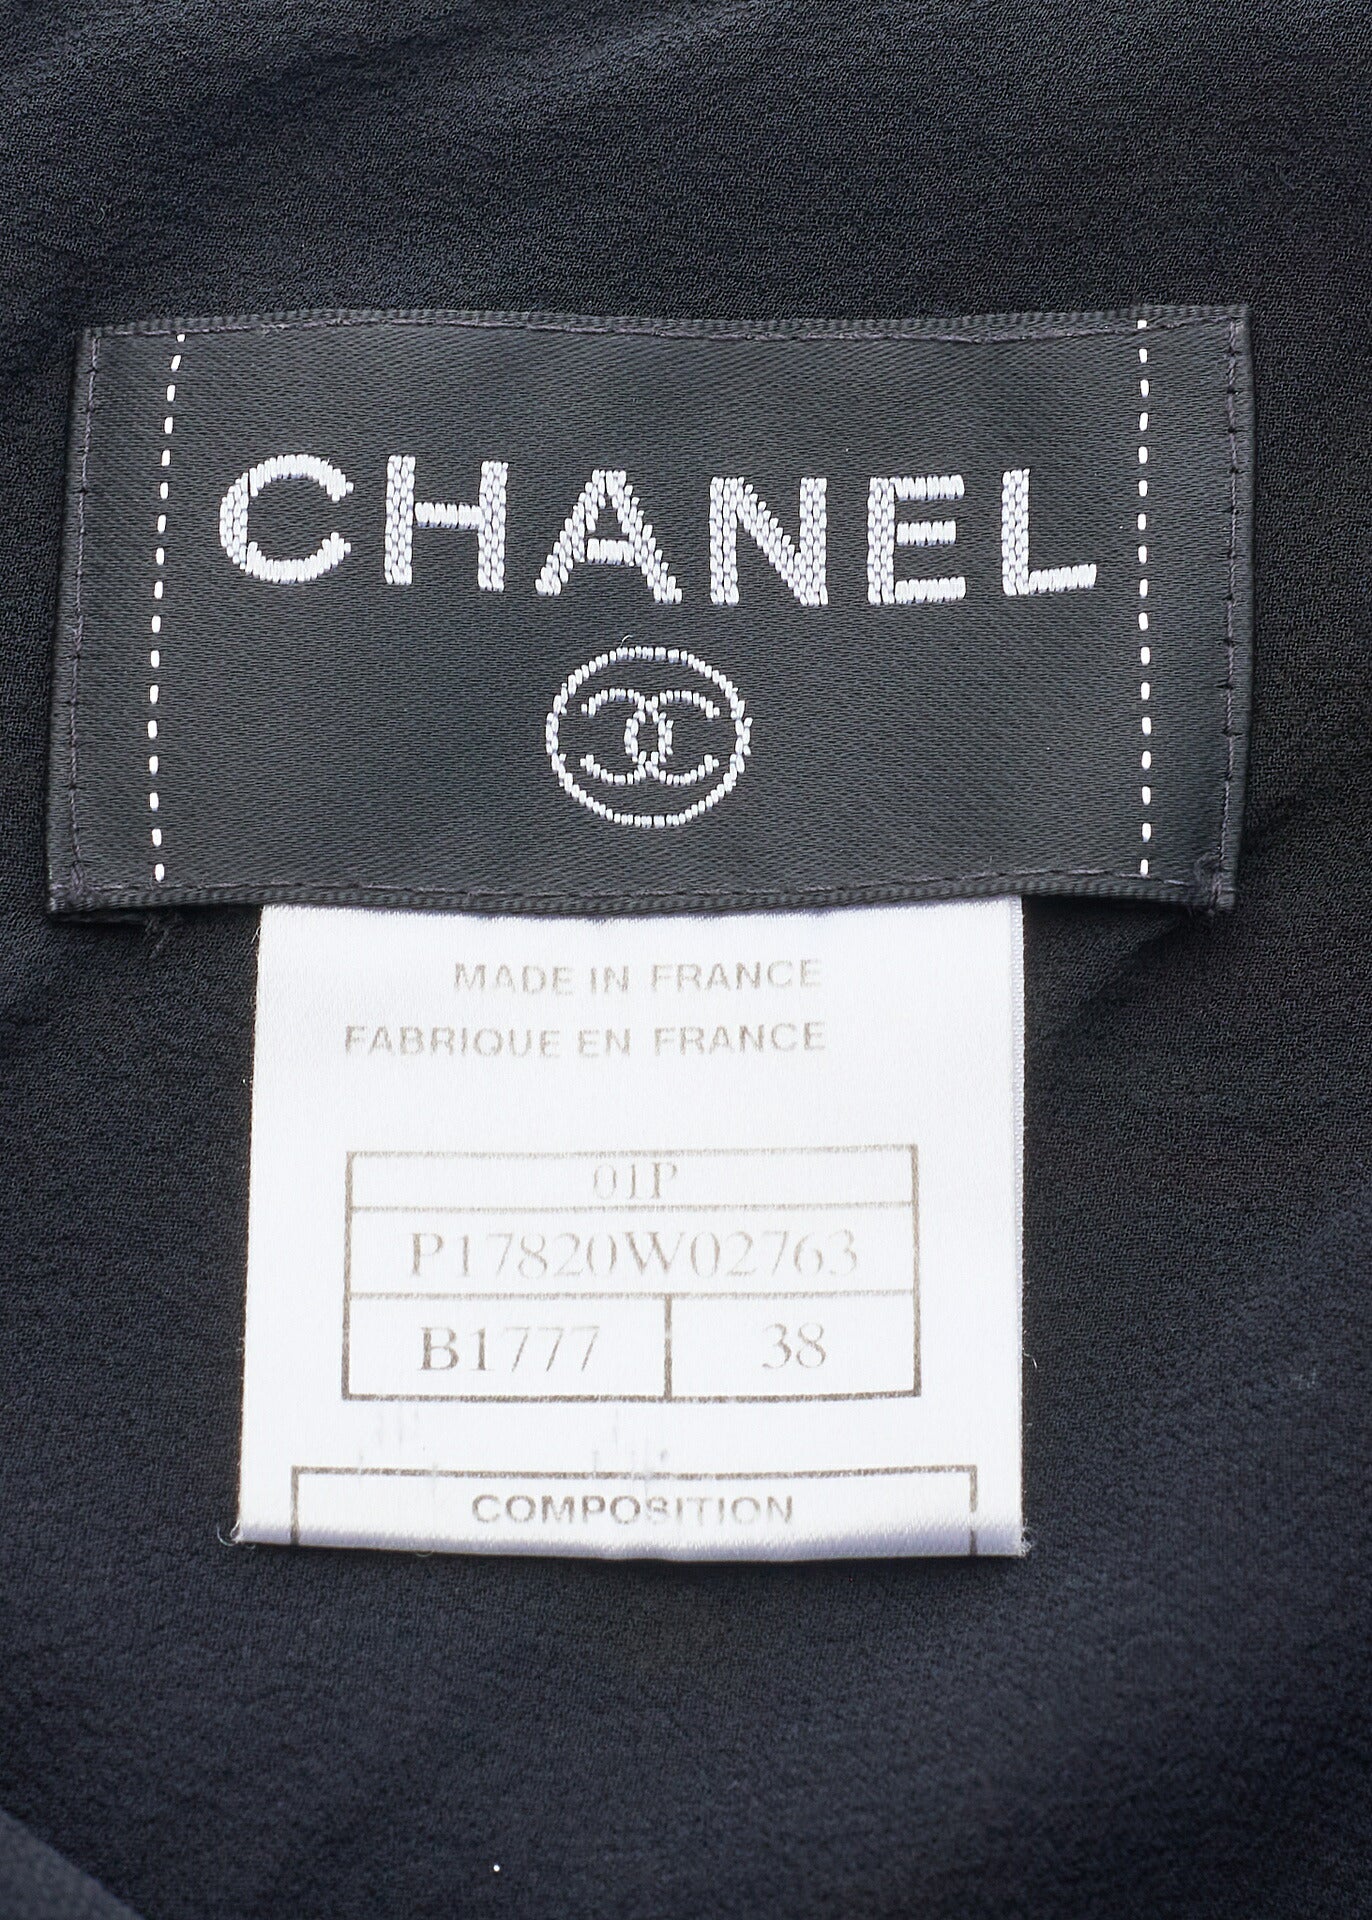 CHANEL
MADE IN FRANCE
FABRIQUE EN FRANCE
01P
P17820W02763
B1777 38
COMPOSITION